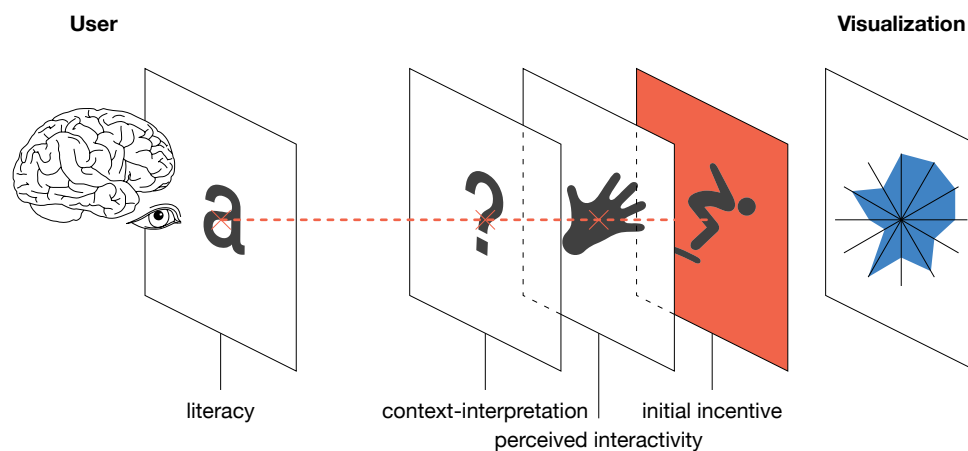 User
Visualization
a
?
literacy
context-interpretation
initial incentive
perceived interactivity